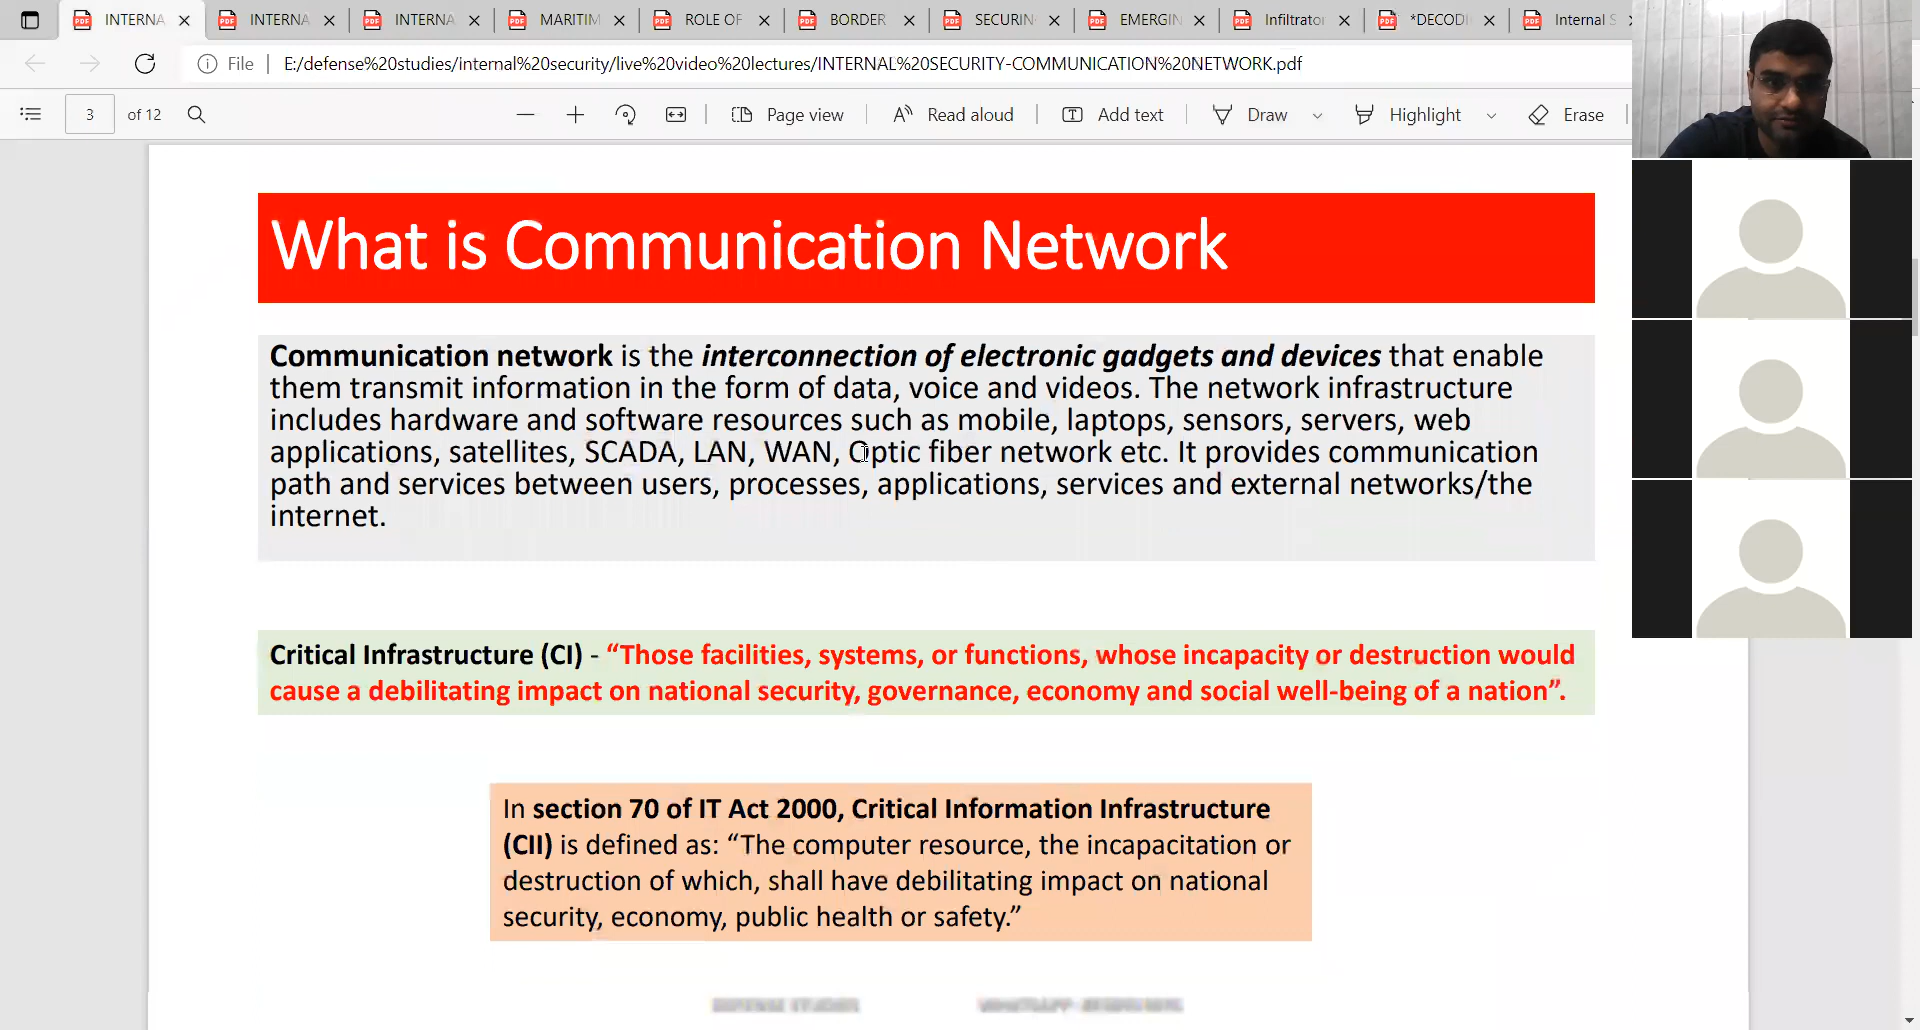 INTERNA
INTERNA
INTERNA
MARITIM
ROLE OF
BORDER
SECURIN
EMERGIN
Infiltrator
*DECODI
Internal S
File
E:/defense%20studies/internal%20security/live%20video%20lectures/INTERNAL%20SECURITY-COMMUNICATION%20NETWORK.pdf
3 of 12
Page view
Read aloud
Add text
Draw
Highlight
Erase
What is Communication Network
Communication network is the interconnection of electronic gadgets and devices that enable
them transmit information in the form of data, voice and videos. The network infrastructure
includes hardware and software resources such as mobile, laptops, sensors, servers, web
applications, satellites, SCADA, LAN, WAN, Optic fiber network etc. It provides communication
path and services between users, processes, applications, services and external networks/the
internet.
Critical Infrastructure (CI) - “Those facilities, systems, or functions, whose incapacity or destruction would
cause a debilitating impact on national security, governance, economy and social well-being of a nation”.
In section 70 of IT Act 2000, Critical Information Infrastructure
(CII) is defined as: “The computer resource, the incapacitation or
destruction of which, shall have debilitating impact on national
security, economy, public health or safety.”
DEFENSE STUDIES